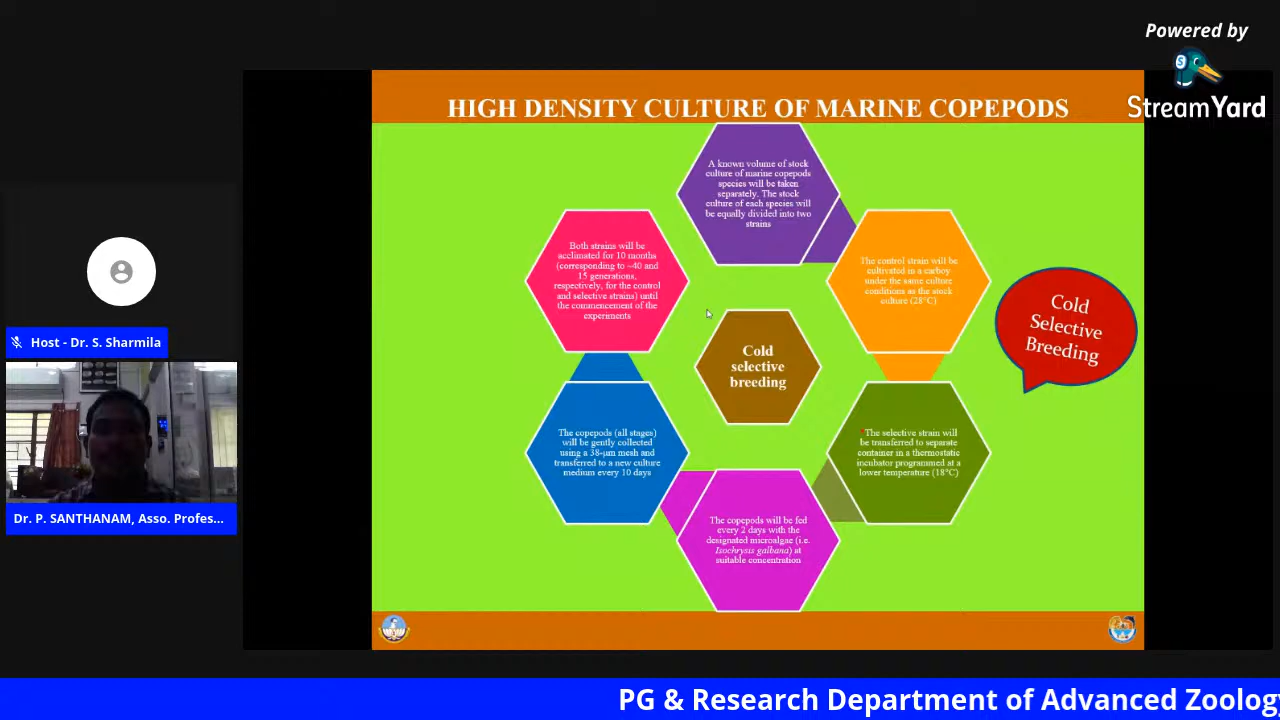 Powered by
StreamYard
HIGH DENSITY CULTURE OF MARINE COPEPODS
A known volume of stock
culture of marine copepods
species will be taken
separately. The stock
culture of each species will
be equally divided into two
strains
The control strain will be
cultivated in a carboy
under the same culture
conditions as the stock
culture (28°C)
The selective strain will
be transferred to separate
container in a thermostatic
incubator programmed at a
lower temperature (18°C)
The copepods will be fed
every 2 days with the
designated microalgae (i.e.
Isochrysis galbana) at
suitable concentration
The copepods (all stages)
will be gently collected
using a 38-µm mesh and
transferred to a new culture
medium every 10 days
Both strains will be
acclimated for 10 months
(corresponding to ~40 and
15 generations,
respectively, for the control
and selective strains) until
the commencement of the
experiments
Cold
selective
breeding
Cold
Selective
Breeding
Host - Dr. S. Sharmila
Dr. P. SANTHANAM, Asso. Profes...
PG & Research Department of Advanced Zoolog